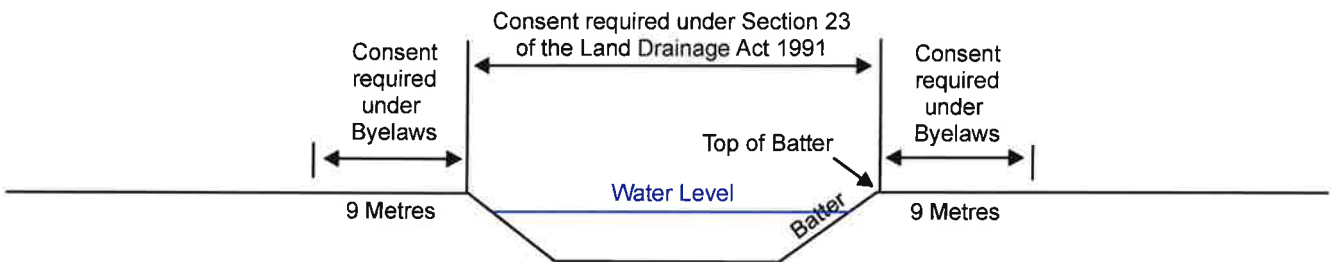 Consent required under Section 23
of the Land Drainage Act 1991
Consent
required
under
Byelaws
Consent
required
under
Byelaws
Top of Batter
Water Level
Batter
9 Metres
9 Metres